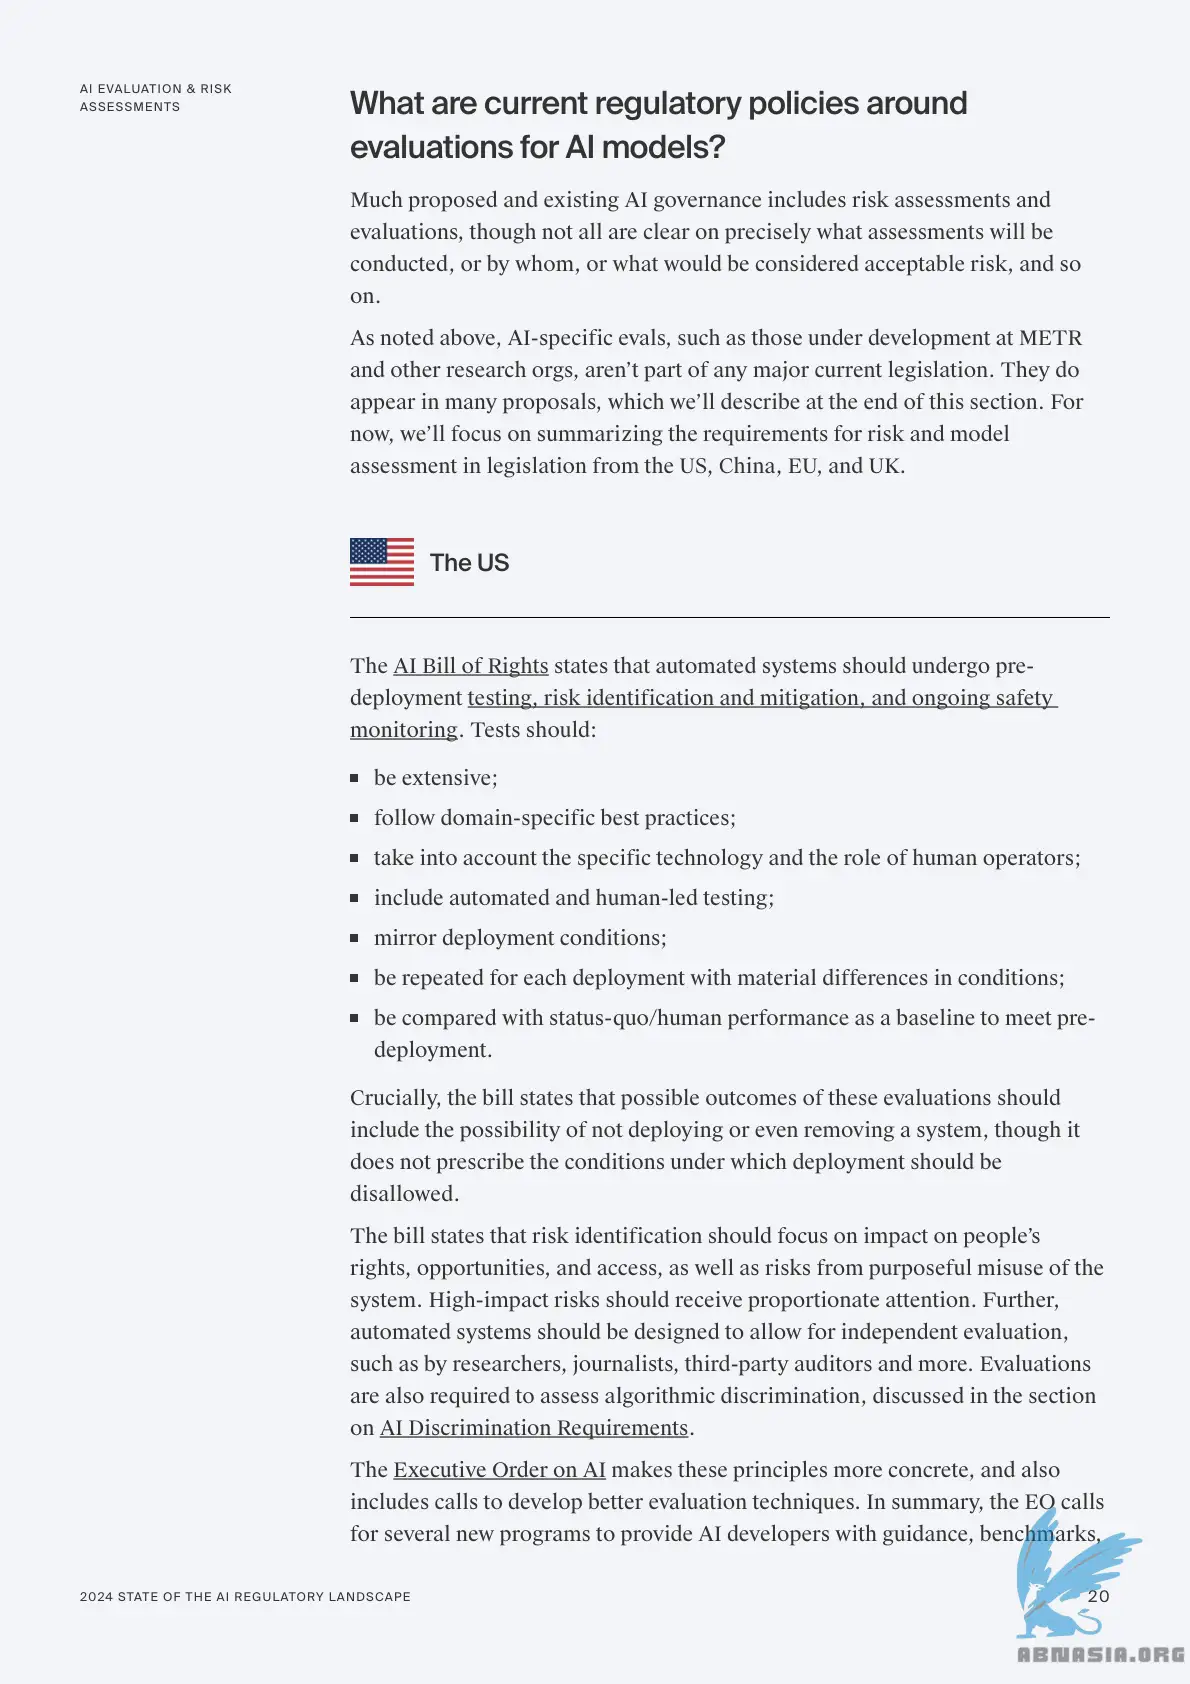 AI EVALUATION & RISK
ASSESSMENTS
What are current regulatory policies around
evaluations for AI models?
Much proposed and existing AI governance includes risk assessments and
evaluations, though not all are clear on precisely what assessments will be
conducted, or by whom, or what would be considered acceptable risk, and so
on.
As noted above, AI-specific evals, such as those under development at METR
and other research orgs, aren’t part of any major current legislation. They do
appear in many proposals, which we’ll describe at the end of this section. For
now, we’ll focus on summarizing the requirements for risk and model
assessment in legislation from the US, China, EU, and UK.
The US
The AI Bill of Rights states that automated systems should undergo pre-
deployment testing, risk identification and mitigation, and ongoing safety
monitoring. Tests should:
▪ be extensive;
▪ follow domain-specific best practices;
▪ take into account the specific technology and the role of human operators;
▪ include automated and human-led testing;
▪ mirror deployment conditions;
▪ be repeated for each deployment with material differences in conditions;
▪ be compared with status-quo/human performance as a baseline to meet pre-
deployment.
Crucially, the bill states that possible outcomes of these evaluations should
include the possibility of not deploying or even removing a system, though it
does not prescribe the conditions under which deployment should be
disallowed.
The bill states that risk identification should focus on impact on people’s
rights, opportunities, and access, as well as risks from purposeful misuse of the
system. High-impact risks should receive proportionate attention. Further,
automated systems should be designed to allow for independent evaluation,
such as by researchers, journalists, third-party auditors and more. Evaluations
are also required to assess algorithmic discrimination, discussed in the section
on AI Discrimination Requirements.
The Executive Order on AI makes these principles more concrete, and also
includes calls to develop better evaluation techniques. In summary, the EO calls
for several new programs to provide AI developers with guidance, benchmarks,
2024 STATE OF THE AI REGULATORY LANDSCAPE
20
ABNASIA.ORG